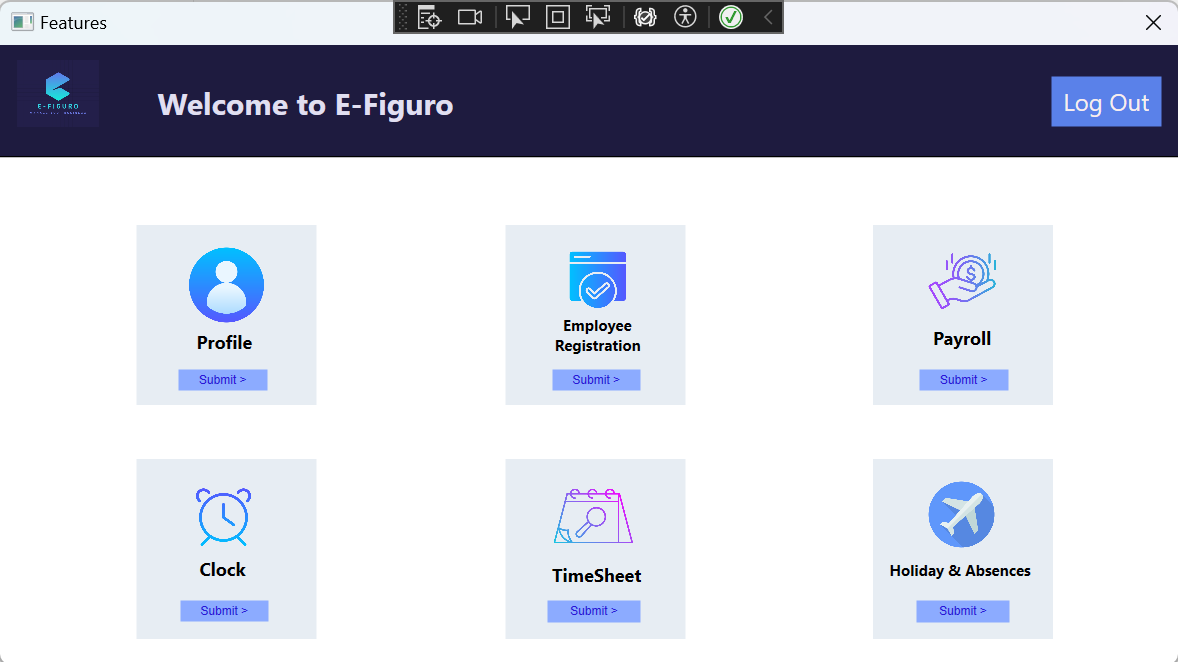 Features
E-FIGURO
Welcome to E-Figuro
Log Out
Profile
Submit >
Employee
Registration
Submit >
$
Payroll
Submit >
Clock
Submit >
TimeSheet
Submit >
Holiday & Absences
Submit >